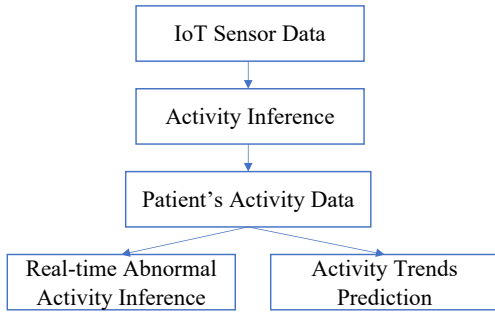 IoT Sensor Data
Activity Inference
Patient’s Activity Data
Real-time Abnormal
Activity Inference
Activity Trends
Prediction